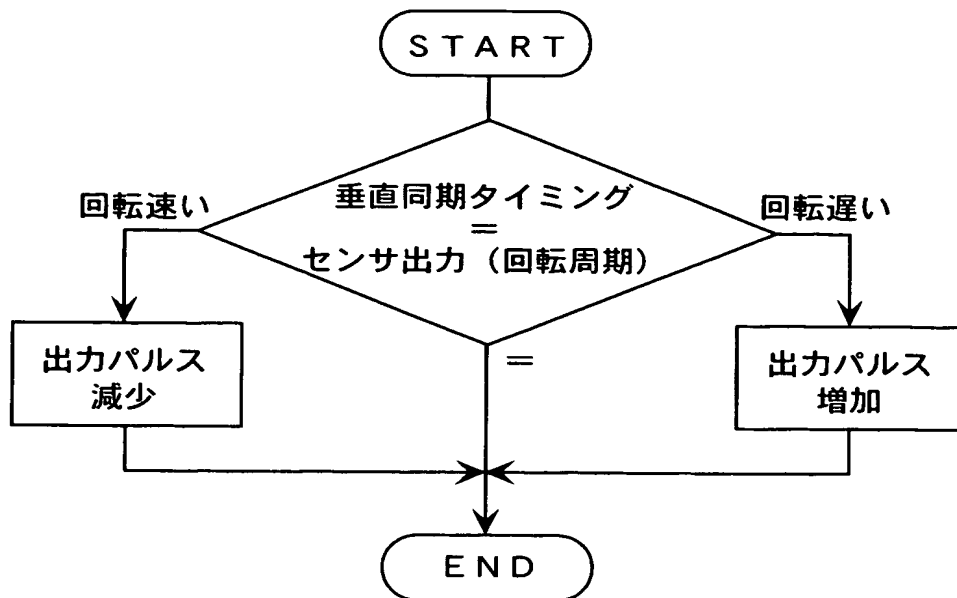 START
垂直同期タイミング
=
センサ出力(回転周期)
回転速い
回転遅い
出力パルス
減少
=
出力パルス
増加
END